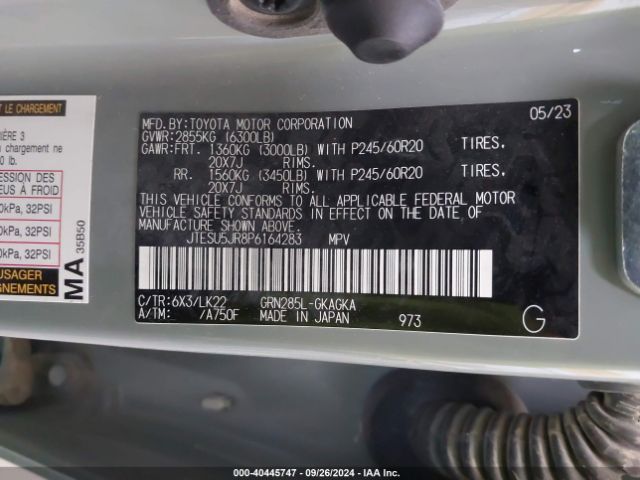 LE CHARGEMENT
IÈRE 3
chargement ne
0 lb.
ESSION DES
EUS À FROID
0kPa, 32PSI
0kPa, 32PSI
0kPa, 32PSI
USAGER
NDICATIONS
MA 35B50
MFD.BY:TOYOTA MOTOR CORPORATION 05/23
GVWR:2855KG (6300LB)
GAWR:FRT. 1360KG (3000LB) WITH P245/60R20 TIRES.
20X7J RIMS.
RR. 1560KG (3450LB) WITH P245/60R20 TIRES.
20X7J RIMS.
THIS VEHICLE CONFORMS TO ALL APPLICABLE FEDERAL MOTOR
VEHICLE SAFETY STANDARDS IN EFFECT ON THE DATE OF
MANUFACTURE SHOWN ABOVE.
JTESU5JR8P6164283 MPV
C/TR:6X3/LK22 GRN285L-GKAGKA
A/TM: /A750F MADE IN JAPAN 973
G
000-40445747 - 09/26/2024 - IAA Inc.